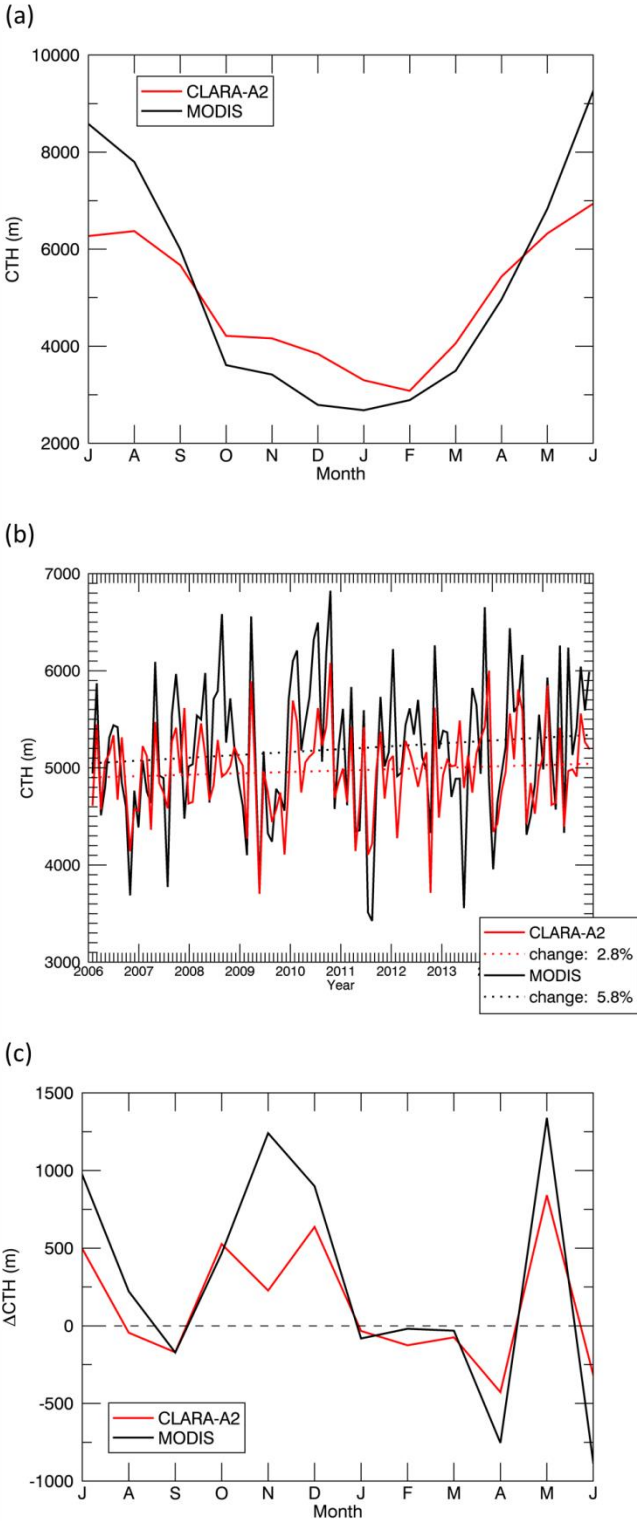 (a)
10000
8000
6000
4000
2000
CTH (m)
CLARA-A2
MODIS
J A S O N D J F M A M J
Month
(b)
7000
6000
5000
4000
3000
CTH (m)
2006 2007 2008 2009 2010 2011 2012 2013
Year
CLARA-A2
change: 2.8%
MODIS
change: 5.8%
(c)
1500
1000
500
0
-500
-1000
ΔCTH (m)
CLARA-A2
MODIS
J A S O N D J F M A M J
Month